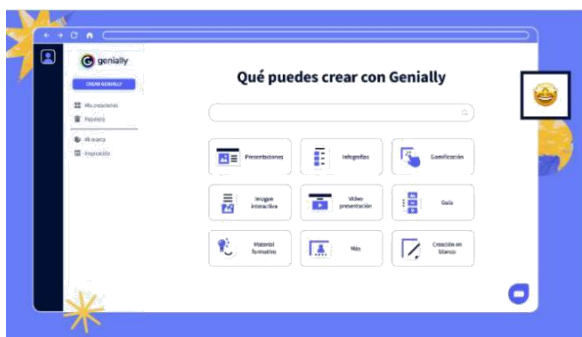 genially
CREAR GENIALLY
Mis creaciones
Papelera
Mi marca
Inspiración
Qué puedes crear con Genially
Presentaciones
Infografías
Gamificación
Imagen
interactiva
Vídeo
presentación
Guía
Material
formativo
Más
Creación en
blanco